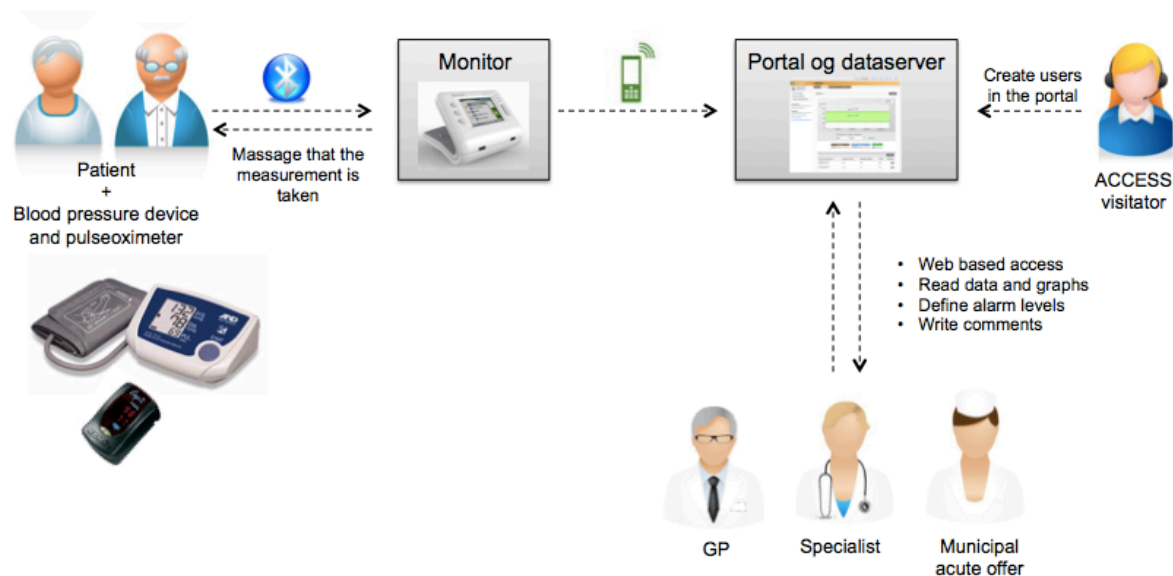 Monitor
Portal og dataserver
Create users
in the portal
Massage that the
measurement is
taken
Patient
+
Blood pressure device
and pulseoximeter
AND
ACCESS
visitator
• Web based access
• Read data and graphs
• Define alarm levels
• Write comments
GP
Specialist
Municipal
acute offer